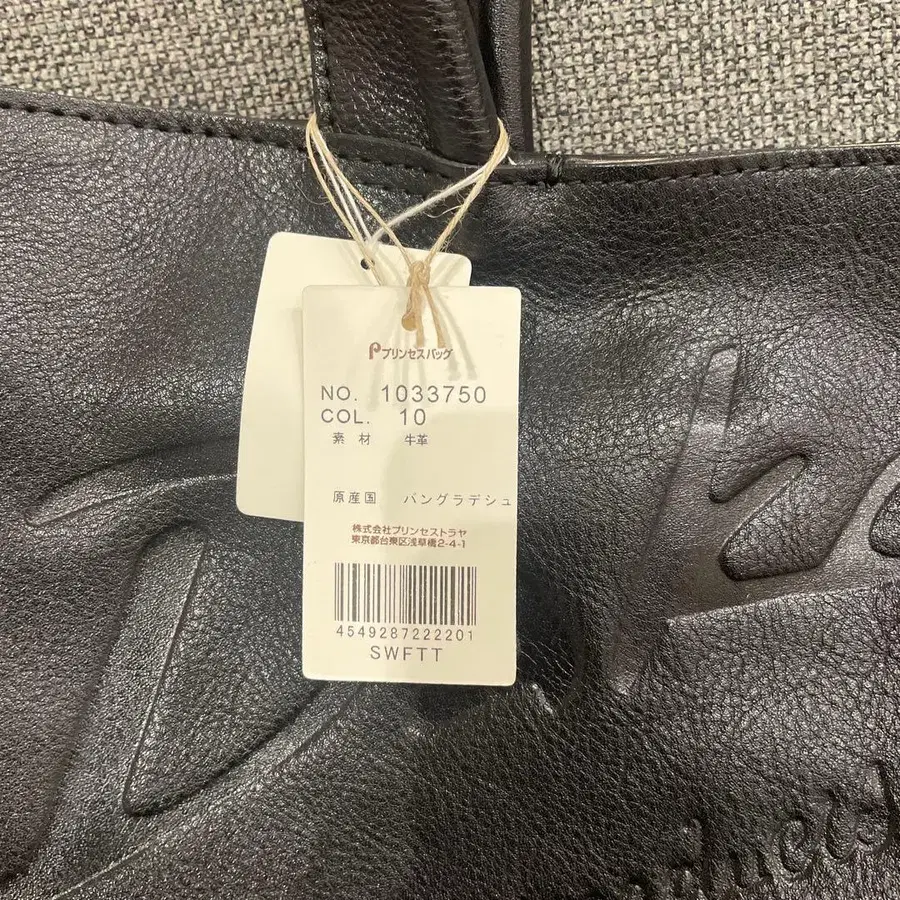 プリンセスバッグ
NO. 1033750
COL. 10
素材 牛革
原産国 バングラデシュ
株式会社プリンセストラヤ
東京都台東区浅草橋2-4-1
4549287222201
SWFTT